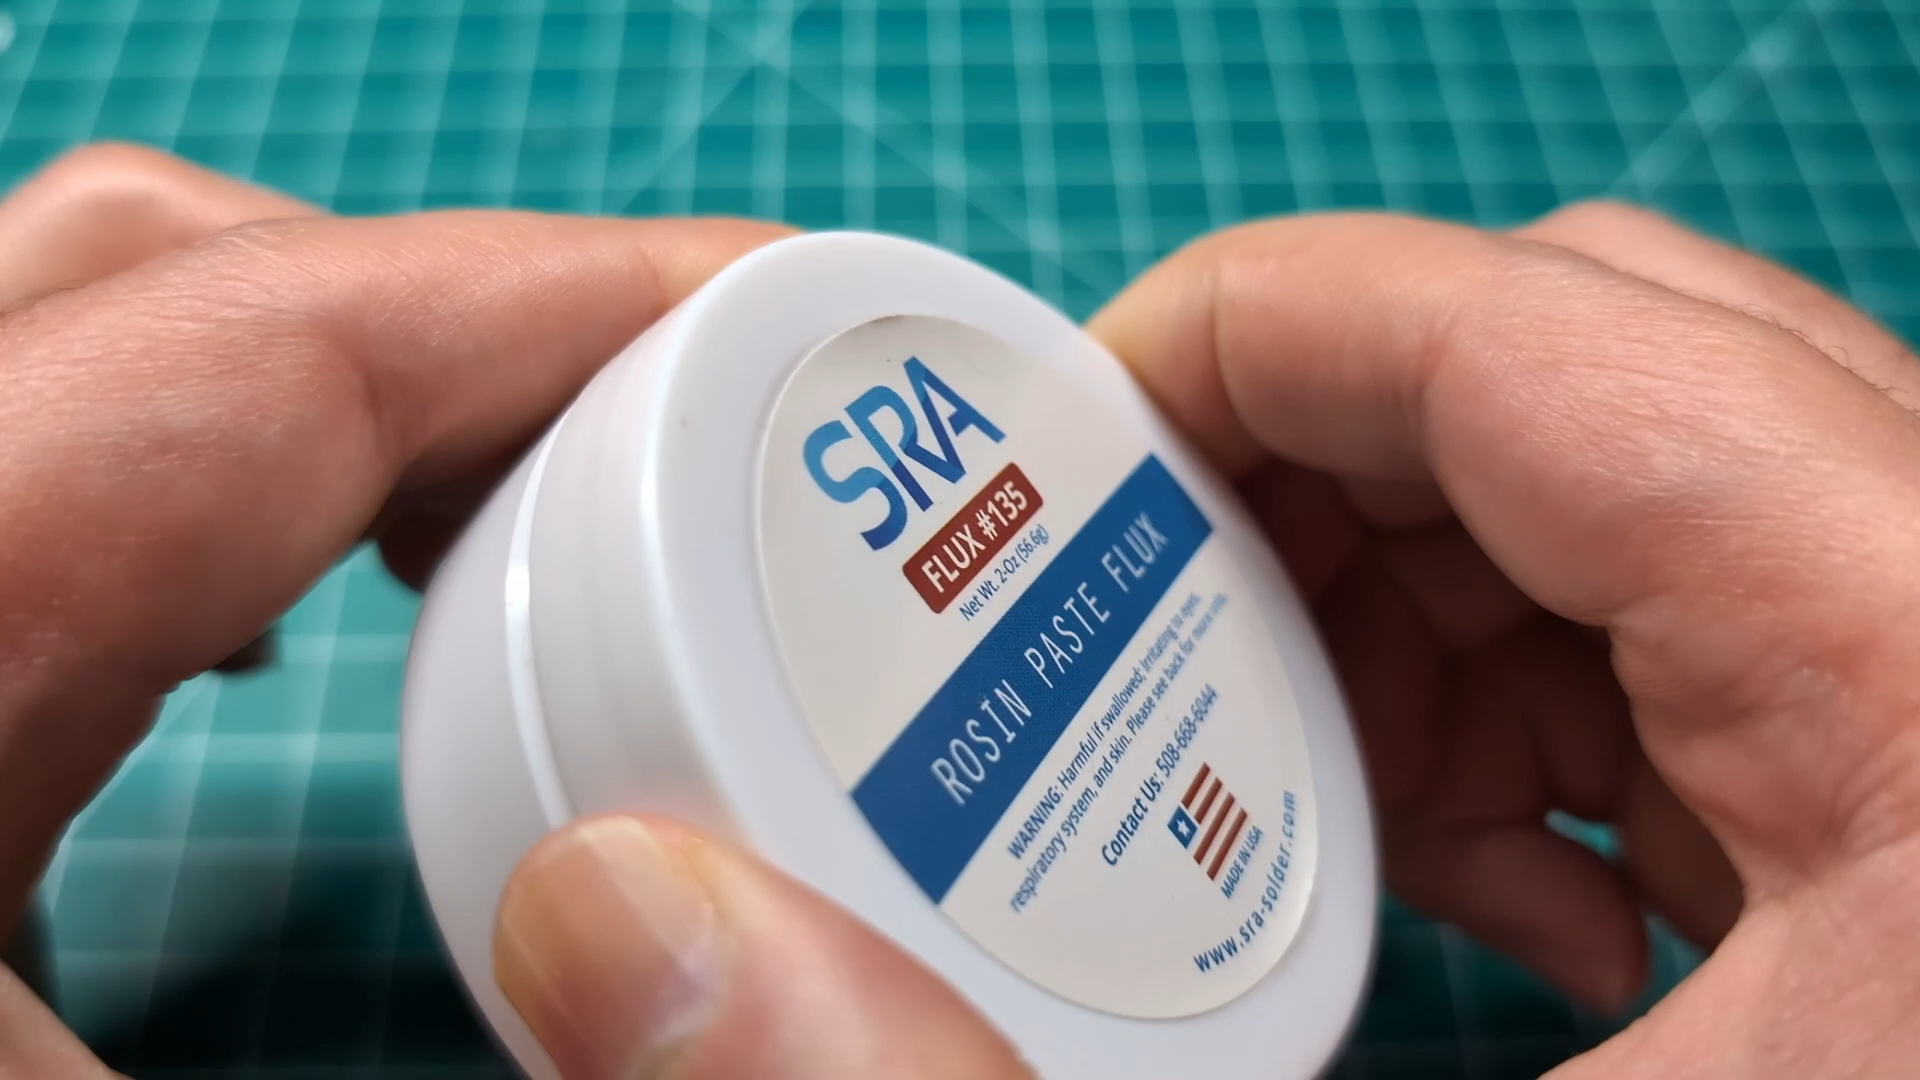 SRA
FLUX #135
Net Wt. 2-Oz (56.6g)
ROSIN PASTE FLUX
WARNING: Harmful if swallowed; Irritating to eyes,
respiratory system, and skin. Please see back for more info.
Contact Us: 508-668-6044
MADE IN USA
www.sra-solder.com